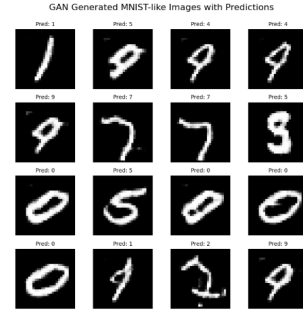 GAN Generated MNIST-like Images with Predictions
Pred: 1 Pred: 5 Pred: 4 Pred: 4
Pred: 9 Pred: 7 Pred: 7 Pred: 5
Pred: 0 Pred: 5 Pred: 0 Pred: 0
Pred: 0 Pred: 1 Pred: 2 Pred: 9